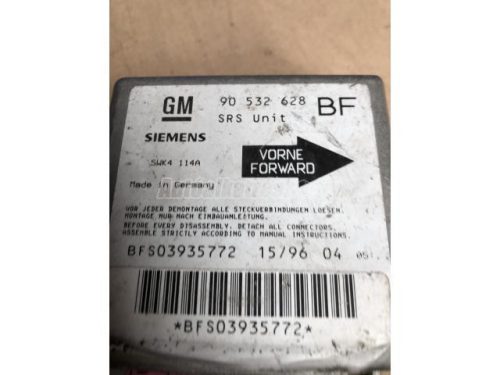 GM 90 532 628 BF
SRS Unit
SIEMENS
5WK4 114A
VORNE
FORWARD
Made in Germany
VOR JEDER DEMONTAGE ALLE STECKVERBINDUNGEN LOESEN.
MONTAGE NUR NACH EINBAUANLEITUNG.
BEFORE EVERY DISASSEMBLY, DETACH ALL CONNECTORS.
ASSEMBLE STRICTLY ACCORDING TO MANUAL INSTRUCTIONS.
BFS03935772 15/96 04 05
*BFS03935772*